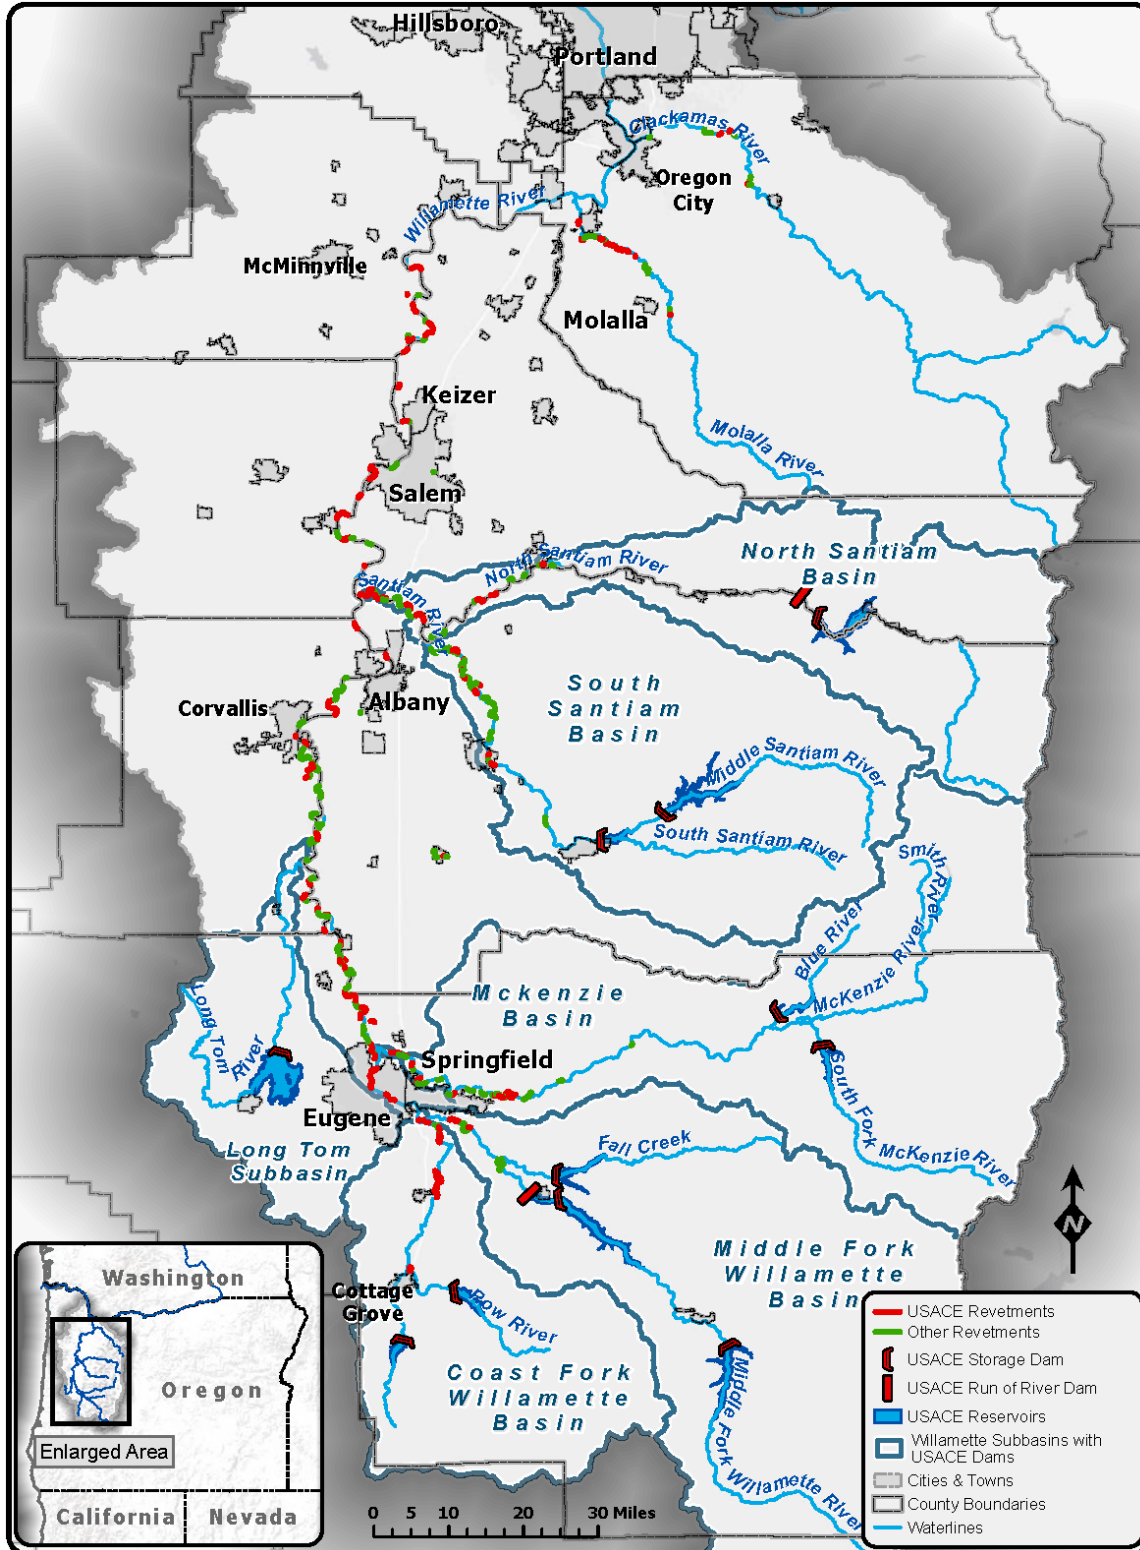 Hillsboro
Portland
Clackamas River
Oregon
City
Willamette River
McMinnville
Molalla
Keizer
Molalla River
Salem
North Santiam River
North Santiam
Basin
Santiam River
South
Santiam
Basin
Corvallis
Albany
Middle Santiam River
South Santiam River
Smith River
Blue River
McKenzie River
Mckenzie
Basin
Long Tom
River
Springfield
Eugene
South Fork
McKenzie River
Long Tom
Subbasin
Fall Creek
Middle Fork
Willamette
Basin
Cottage
Grove
Row River
Coast Fork
Willamette
Basin
Middle Fork
Willamette River
N
Washington
Oregon
Enlarged Area
California
Nevada
0 5 10 20 30 Miles
USACE Revetments
Other Revetments
USACE Storage Dam
USACE Run of River Dam
USACE Reservoirs
Willamette Subbasins with
USACE Dams
Cities & Towns
County Boundaries
Waterlines